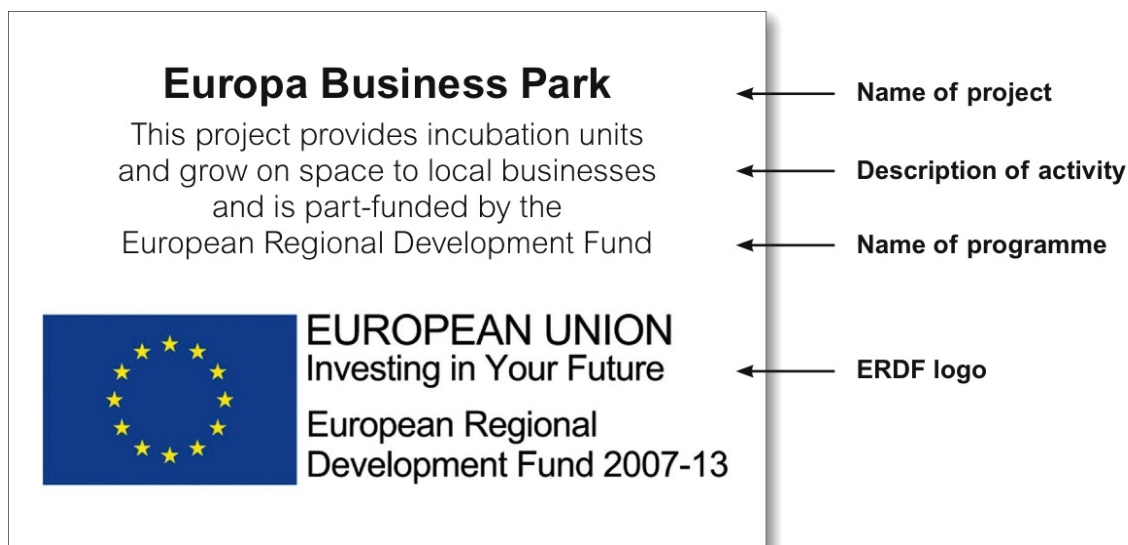 Europa Business Park
This project provides incubation units
and grow on space to local businesses
and is part-funded by the
European Regional Development Fund
EUROPEAN UNION
Investing in Your Future
European Regional
Development Fund 2007-13
Name of project
Description of activity
Name of programme
ERDF logo